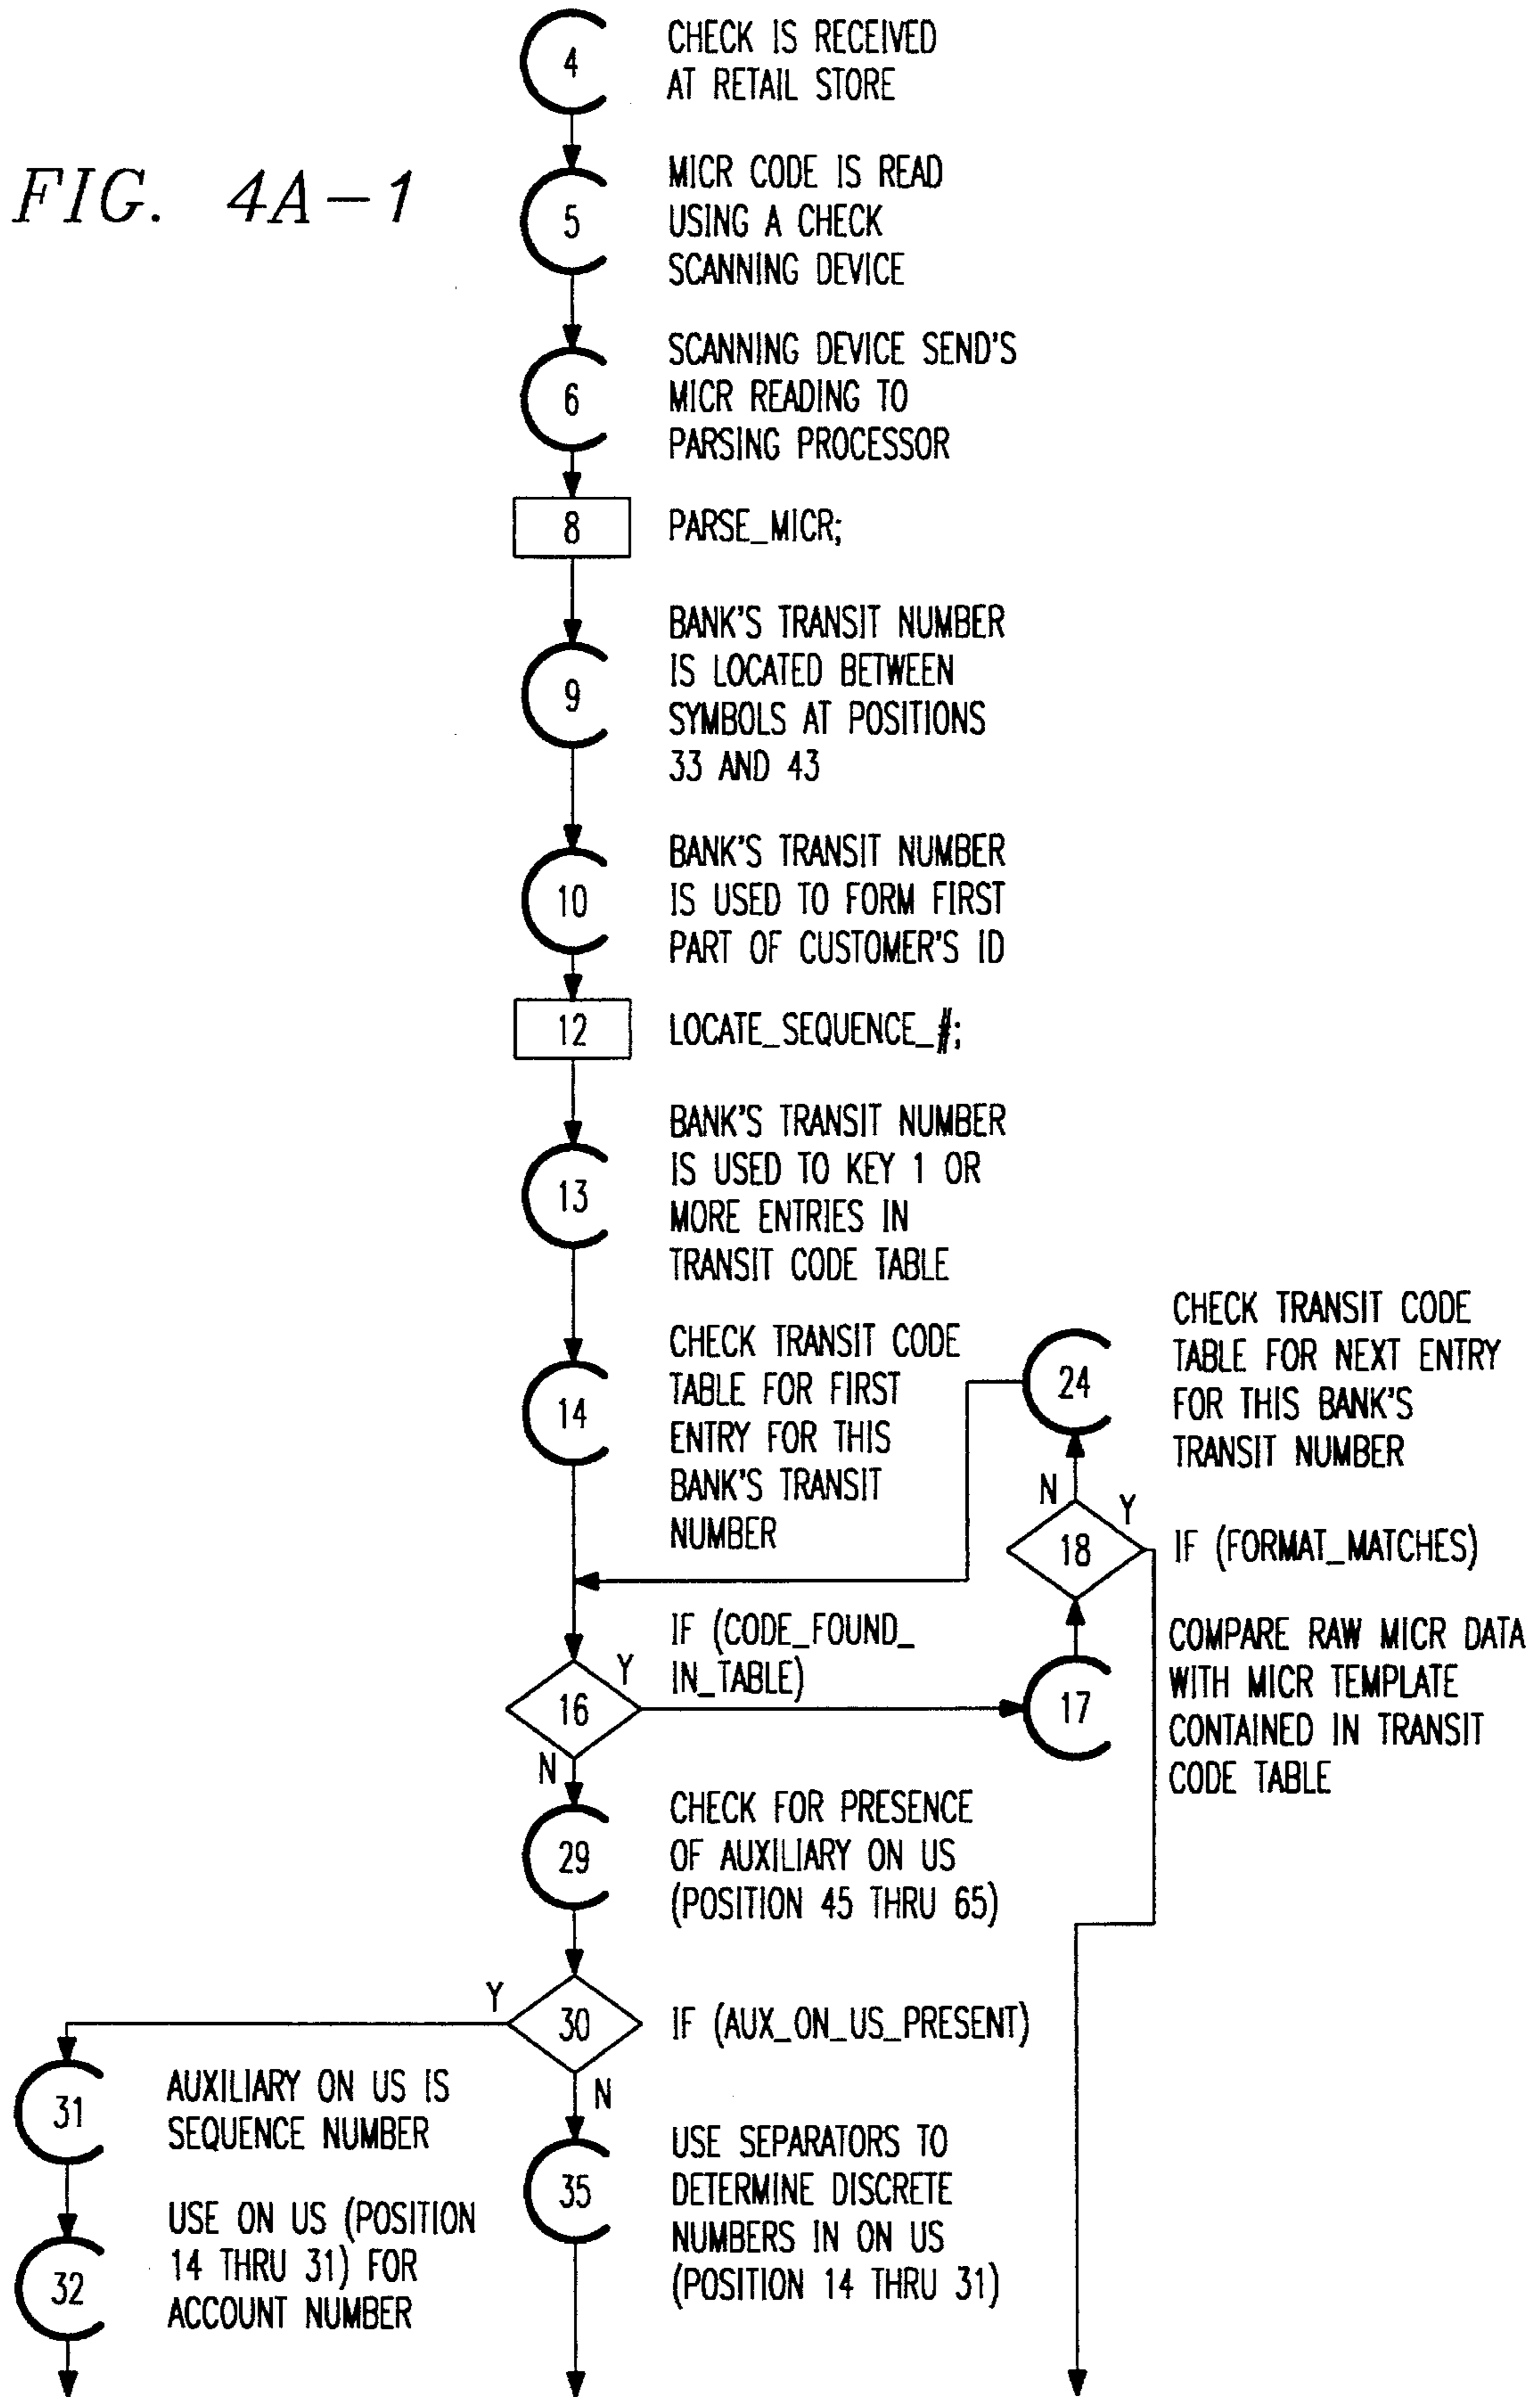 FIG. 4A-1
4
CHECK IS RECEIVED
AT RETAIL STORE
5
MICR CODE IS READ
USING A CHECK
SCANNING DEVICE
6
SCANNING DEVICE SEND'S
MICR READING TO
PARSING PROCESSOR
8
PARSE_MICR;
9
BANK'S TRANSIT NUMBER
IS LOCATED BETWEEN
SYMBOLS AT POSITIONS
33 AND 43
10
BANK'S TRANSIT NUMBER
IS USED TO FORM FIRST
PART OF CUSTOMER'S ID
12
LOCATE_SEQUENCE_#;
13
BANK'S TRANSIT NUMBER
IS USED TO KEY 1 OR
MORE ENTRIES IN
TRANSIT CODE TABLE
14
CHECK TRANSIT CODE
TABLE FOR FIRST
ENTRY FOR THIS
BANK'S TRANSIT
NUMBER
24
CHECK TRANSIT CODE
TABLE FOR NEXT ENTRY
FOR THIS BANK'S
TRANSIT NUMBER
N
Y
18
IF (FORMAT_MATCHES)
16
Y
N
IF (CODE_FOUND_
IN_TABLE)
17
COMPARE RAW MICR DATA
WITH MICR TEMPLATE
CONTAINED IN TRANSIT
CODE TABLE
29
CHECK FOR PRESENCE
OF AUXILIARY ON US
(POSITION 45 THRU 65)
Y
30
N
IF (AUX_ON_US_PRESENT)
31
AUXILIARY ON US IS
SEQUENCE NUMBER
32
USE ON US (POSITION
14 THRU 31) FOR
ACCOUNT NUMBER
35
USE SEPARATORS TO
DETERMINE DISCRETE
NUMBERS IN ON US
(POSITION 14 THRU 31)